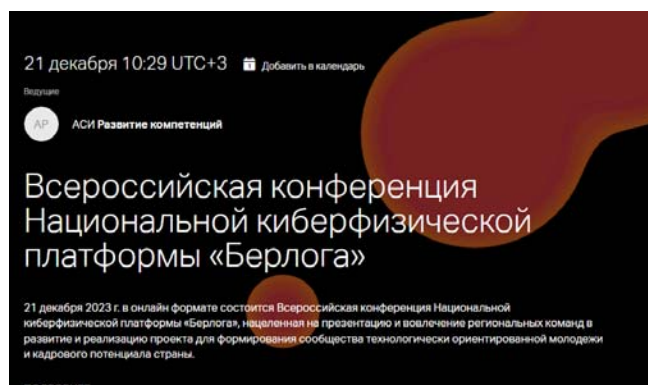 21 декабря 10:29 UTC+3 Добавить в календарь
Ведущие
АР АСИ Развитие компетенций
Всероссийская конференция
Национальной киберфизической
платформы «Берлога»
21 декабря 2023 г. в онлайн формате состоится Всероссийская конференция Национальной
киберфизической платформы «Берлога», нацеленная на презентацию и вовлечение региональных команд в
развитие и реализацию проекта для формирования сообщества технологически ориентированной молодежи
и кадрового потенциала страны.